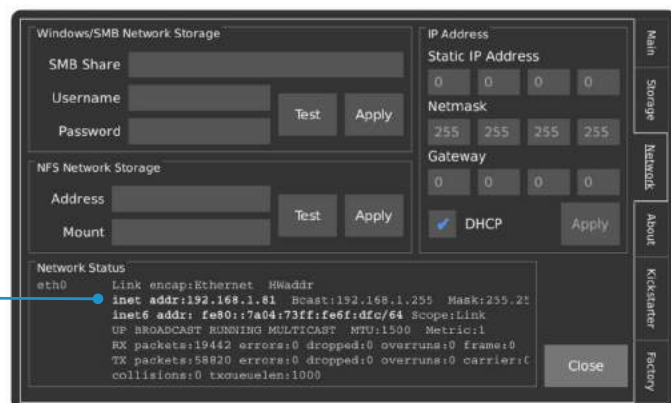 Windows/SMB Network Storage
SMB Share
Username
Password
Test
Apply
NFS Network Storage
Address
Mount
Test
Apply
IP Address
Static IP Address
0 0 0 0
Netmask
255 255 255 255
Gateway
0 0 0 0
DHCP
Apply
Network Status
eth0 Link encap:Ethernet HWaddr
inet addr:192.168.1.81 Bcast:192.168.1.255 Mask:255.25
inet6 addr: fe80::7a04:73ff:fe6f:dfc/64 Scope:Link
UP BROADCAST RUNNING MULTICAST MTU:1500 Metric:1
RX packets:19442 errors:0 dropped:0 overruns:0 frame:0
TX packets:58820 errors:0 dropped:0 overruns:0 carrier:0
collisions:0 txqueuelen:1000
Close
Main
Storage
Network
About
Kickstarter
Factory